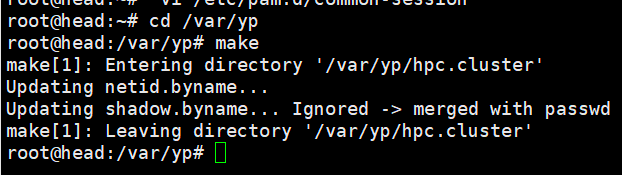 vi /etc/pam.d/common-session
root@head:~# cd /var/yp
root@head:/var/yp# make
make[1]: Entering directory '/var/yp/hpc.cluster'
Updating netid.byname...
Updating shadow.byname... Ignored -> merged with passwd
make[1]: Leaving directory '/var/yp/hpc.cluster'
root@head:/var/yp#